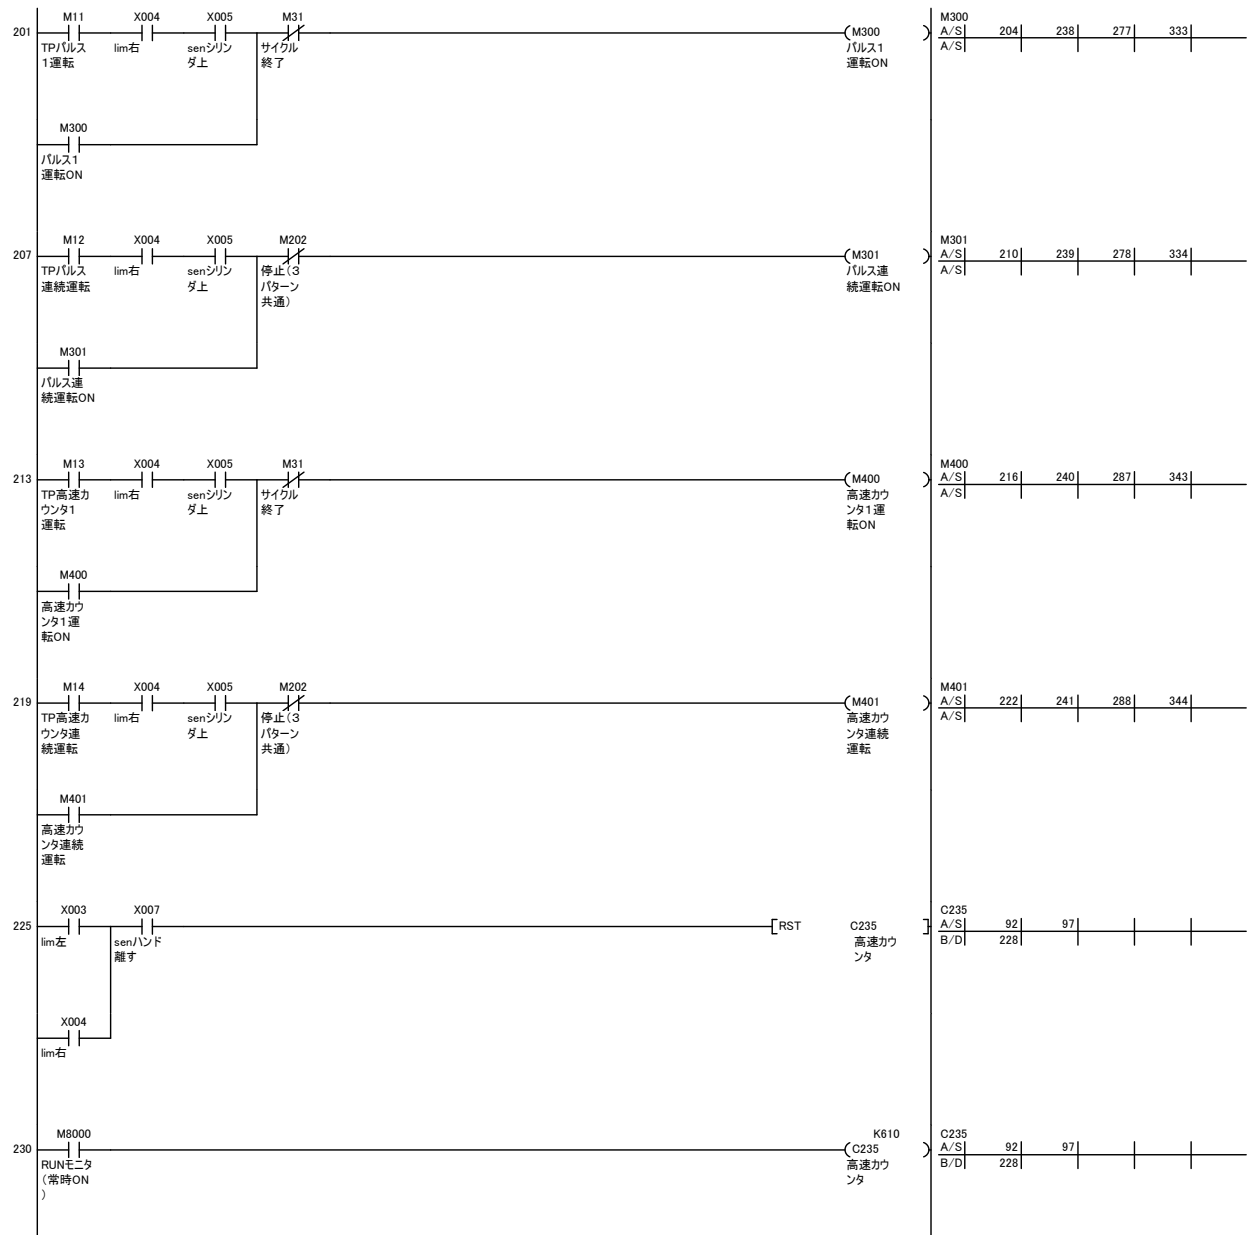 M11 X004 X005 M31 M300
201 (M300 ) A/S 204 238 277 333
TPパルス lim右 senシリン サイクル パルス1 A/S
1運転 ダ上 終了 運転ON
M300
パルス1
運転ON
M12 X004 X005 M202 M301
207 (M301 ) A/S 210 239 278 334
TPパルス lim右 senシリン 停止(3 パルス連 A/S
連続運転 ダ上 パターン 続運転ON
共通)
M301
パルス連
続運転ON
M13 X004 X005 M31 M400
213 (M400 ) A/S 216 240 287 343
TP高速カ lim右 senシリン サイクル 高速カウ A/S
ウンタ1 ダ上 終了 ンタ1運
運転 転ON
M400
高速カウ
ンタ1運
転ON
M14 X004 X005 M202 M401
219 (M401 ) A/S 222 241 288 344
TP高速カ lim右 senシリン 停止(3 高速カウ A/S
ウンタ連 ダ上 パターン ンタ連続
続運転 共通) 運転
M401
高速カウ
ンタ連続
運転
X003 X007 C235
225 [RST C235 ] A/S 92 97
lim左 senハンド 高速カウ B/D 228
離す ンタ
X004
lim右
M8000 K610 C235
230 (C235 ) A/S 92 97
RUNモニタ 高速カウ B/D 228
(常時ON ンタ
)